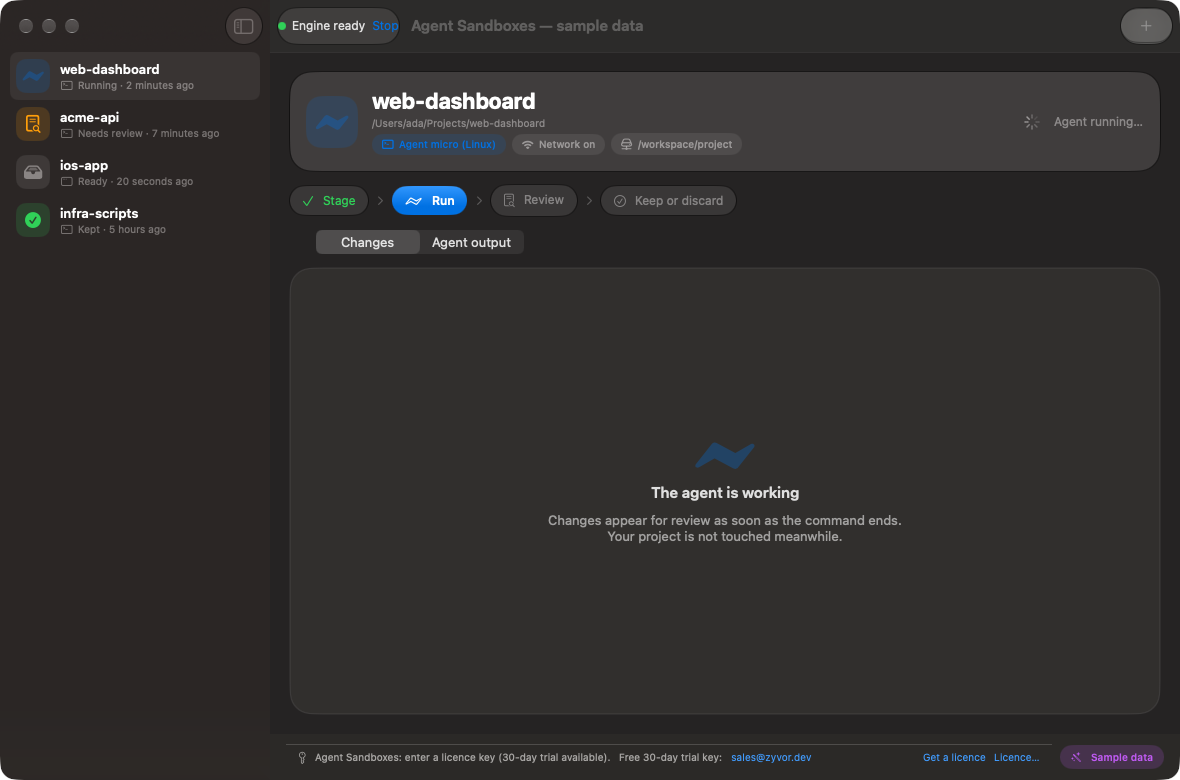 Engine ready Stop
Agent Sandboxes — sample data
web-dashboard
Running · 2 minutes ago
acme-api
Needs review · 7 minutes ago
ios-app
Ready · 20 seconds ago
infra-scripts
Kept · 5 hours ago
web-dashboard
/Users/ada/Projects/web-dashboard
Agent micro (Linux) Network on /workspace/project
Agent running...
Stage Run Review Keep or discard
Changes Agent output
The agent is working
Changes appear for review as soon as the command ends.
Your project is not touched meanwhile.
Agent Sandboxes: enter a licence key (30-day trial available). Free 30-day trial key: sales@zyvor.dev
Get a licence Licence... Sample data